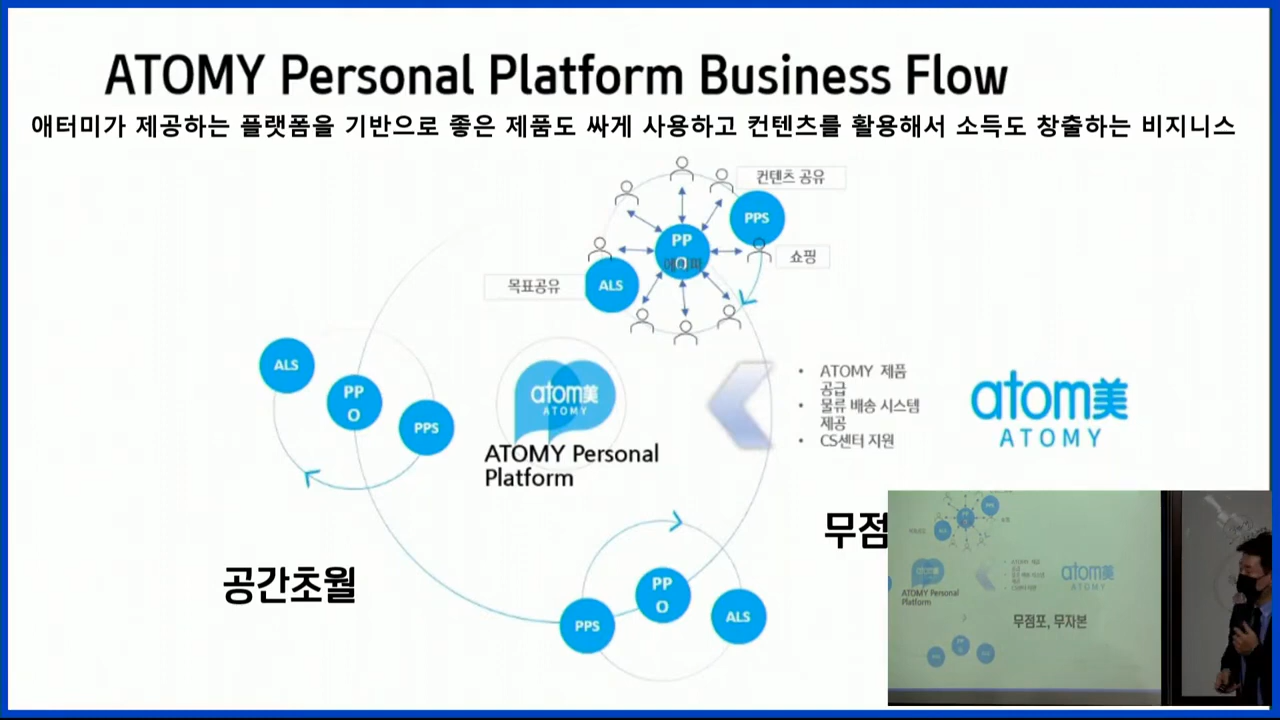 ATOMY Personal Platform Business Flow
애터미가 제공하는 플랫폼을 기반으로 좋은 제품도 싸게 사용하고 컨텐츠를 활용해서 소득도 창출하는 비지니스
컨텐츠 공유
PPS
PP
O
쇼핑
목표공유
ALS
ALS
PP
O
PPS
atom美
ATOMY
ATOMY Personal
Platform
• ATOMY 제품
공급
• 물류 배송 시스템
제공
• CS센터 지원
atom美
ATOMY
무점
공간초월
PP
O
PPS
ALS
atom美
ATOMY Personal
Platform
atom美
ATOMY
무점포, 무자본